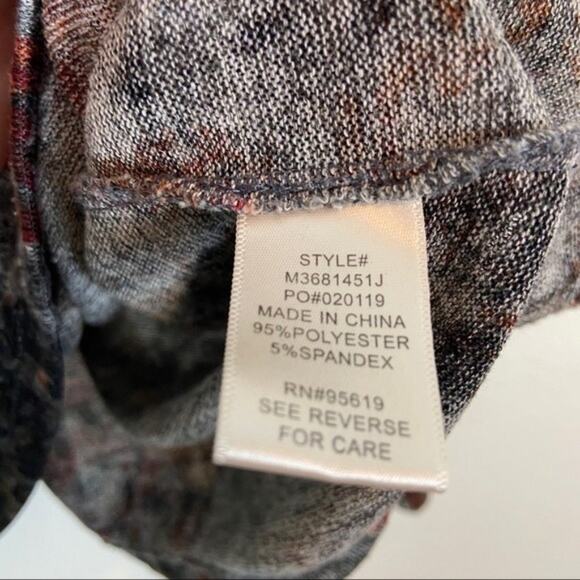 STYLE#
M3681451J
PO#020119
MADE IN CHINA
95%POLYESTER
5%SPANDEX
RN#95619
SEE REVERSE
FOR CARE